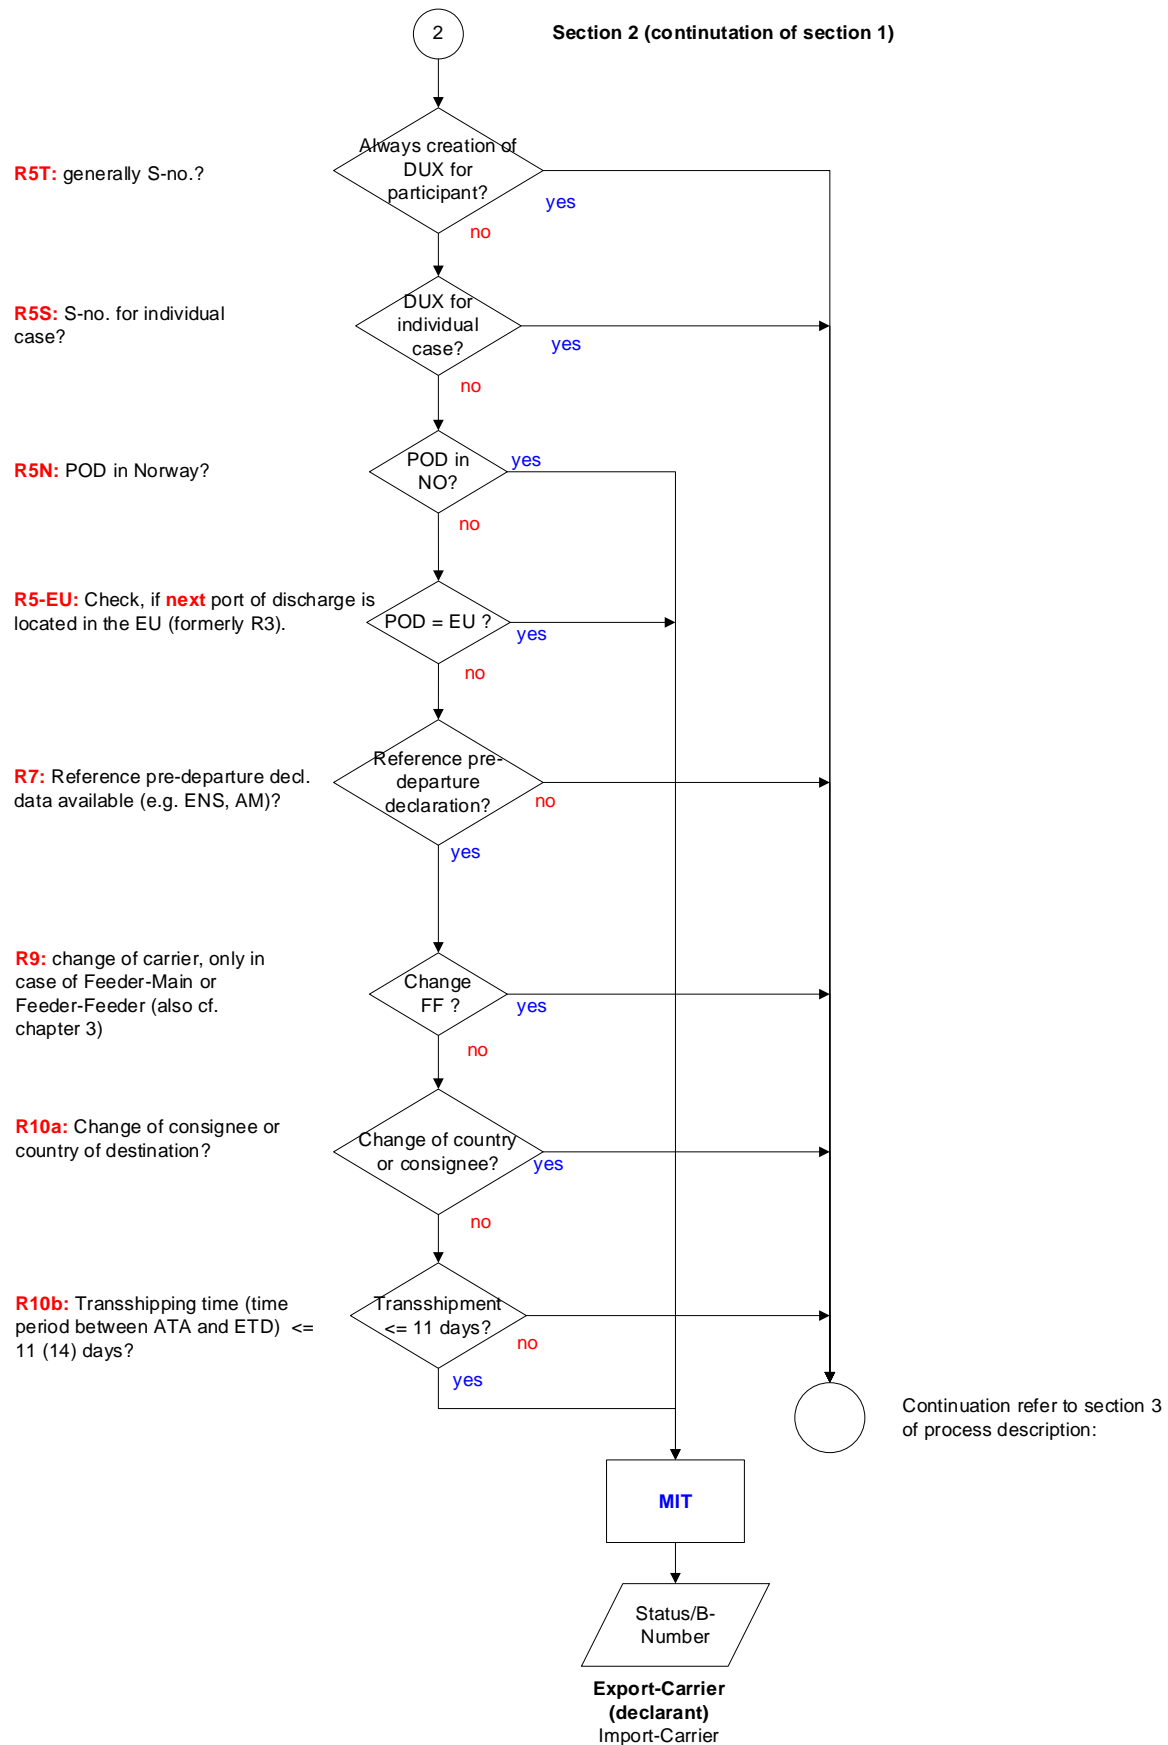 2
Section 2 (continutation of section 1)
Always creation of
DUX for
participant?
R5T: generally S-no.?
yes
no
DUX for
individual
case?
R5S: S-no. for individual
case?
yes
no
POD in
NO?
yes
R5N: POD in Norway?
no
R5-EU: Check, if next port of discharge is
located in the EU (formerly R3).
POD = EU ?
yes
no
Reference pre-
departure
declaration?
R7: Reference pre-departure decl.
data available (e.g. ENS, AM)?
no
yes
R9: change of carrier, only in
case of Feeder-Main or
Feeder-Feeder (also cf.
chapter 3)
Change
FF ?
yes
no
R10a: Change of consignee or
country of destination?
Change of country
or consignee?
yes
no
R10b: Transshipping time (time
period between ATA and ETD) <=
11 (14) days?
Transshipment
<= 11 days?
no
yes
Continuation refer to section 3
of process description:
MIT
Status/B-
Number
Export-Carrier
(declarant)
Import-Carrier